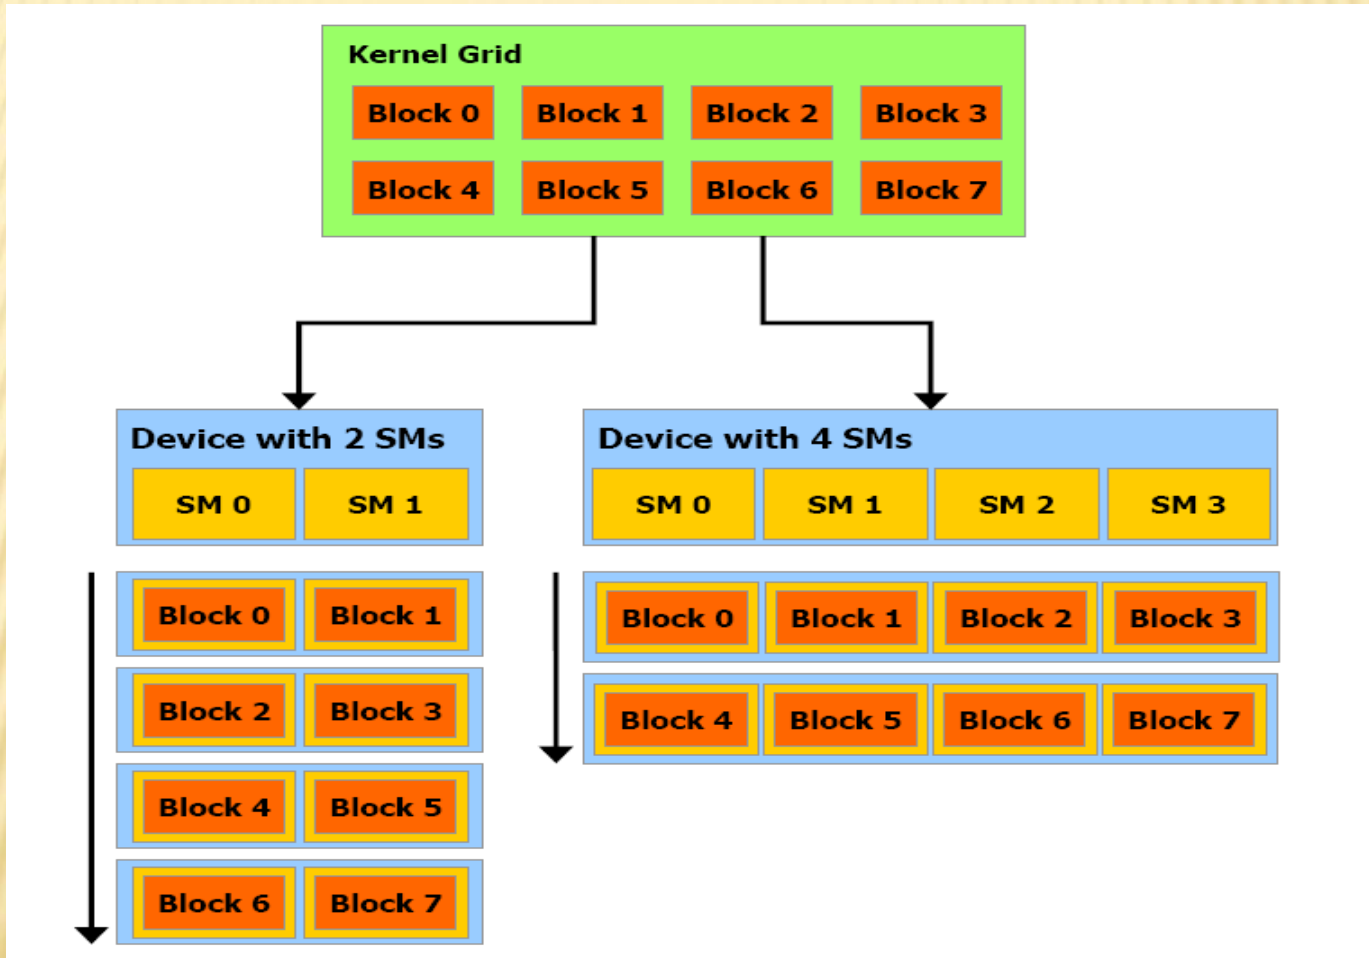 Kernel Grid
Block 0 Block 1 Block 2 Block 3
Block 4 Block 5 Block 6 Block 7
Device with 2 SMs
SM 0 SM 1
Block 0 Block 1
Block 2 Block 3
Block 4 Block 5
Block 6 Block 7
Device with 4 SMs
SM 0 SM 1 SM 2 SM 3
Block 0 Block 1 Block 2 Block 3
Block 4 Block 5 Block 6 Block 7